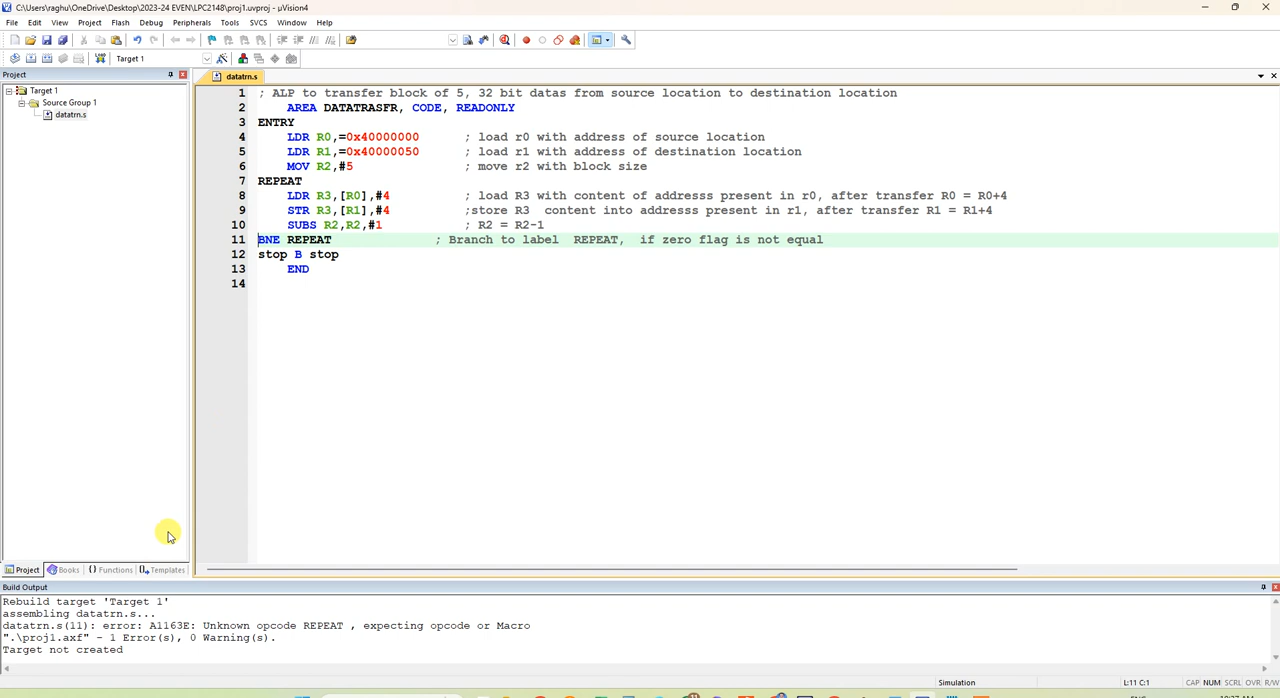 C:\Users\raghu\OneDrive\Desktop\2023-24 EVEN\LPC2148\proj1.uvproj - µVision4
File Edit View Project Flash Debug Peripherals Tools SVCS Window Help
Target 1
Project
datatrn.s
Target 1
Source Group 1
datatrn.s
1 ; ALP to transfer block of 5, 32 bit datas from source location to destination location
2 AREA DATATRASFR, CODE, READONLY
3 ENTRY
4 LDR R0,=0x40000000 ; load r0 with address of source location
5 LDR R1,=0x40000050 ; load r1 with address of destination location
6 MOV R2,#5 ; move r2 with block size
7 REPEAT
8 LDR R3,[R0],#4 ; load R3 with content of addresss present in r0, after transfer R0 = R0+4
9 STR R3,[R1],#4 ;store R3 content into addresss present in r1, after transfer R1 = R1+4
10 SUBS R2,R2,#1 ; R2 = R2-1
11 BNE REPEAT ; Branch to label REPEAT, if zero flag is not equal
12 stop B stop
13 END
14
Project Books Functions Templates
Build Output
Rebuild target 'Target 1'
assembling datatrn.s...
datatrn.s(11): error: A1163E: Unknown opcode REPEAT , expecting opcode or Macro
".\proj1.axf" - 1 Error(s), 0 Warning(s).
Target not created
Simulation L:11 C:1 CAP NUM SCRL OVR R/W